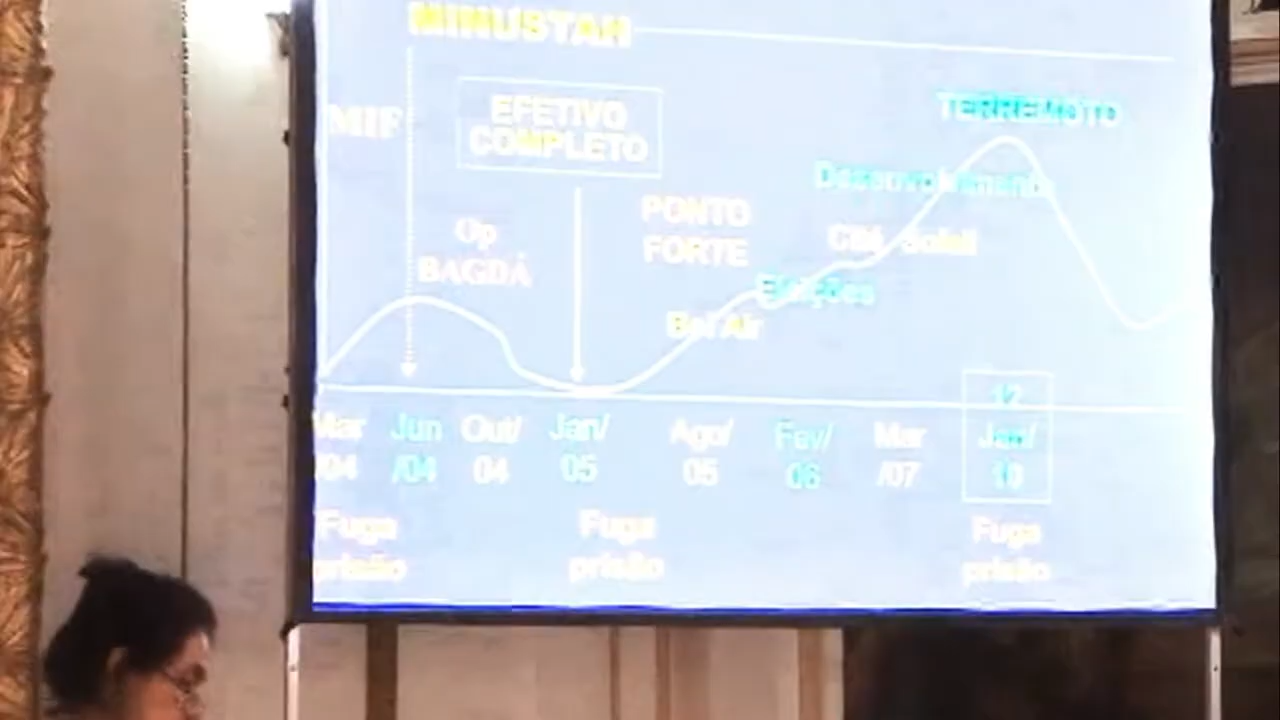 MINUSTAH
MIF
EFETIVO
COMPLETO
TERREMOTO
Desenvolvimento
PONTO
FORTE
Op
BAGDÁ
Cité Soleil
Eleições
Bel Air
12
Mar Jun Out/ Jan/ Ago/ Fev/ Mar Jan/
/04 /04 04 05 05 06 /07 10
Fuga Fuga Fuga
prisão prisão prisão